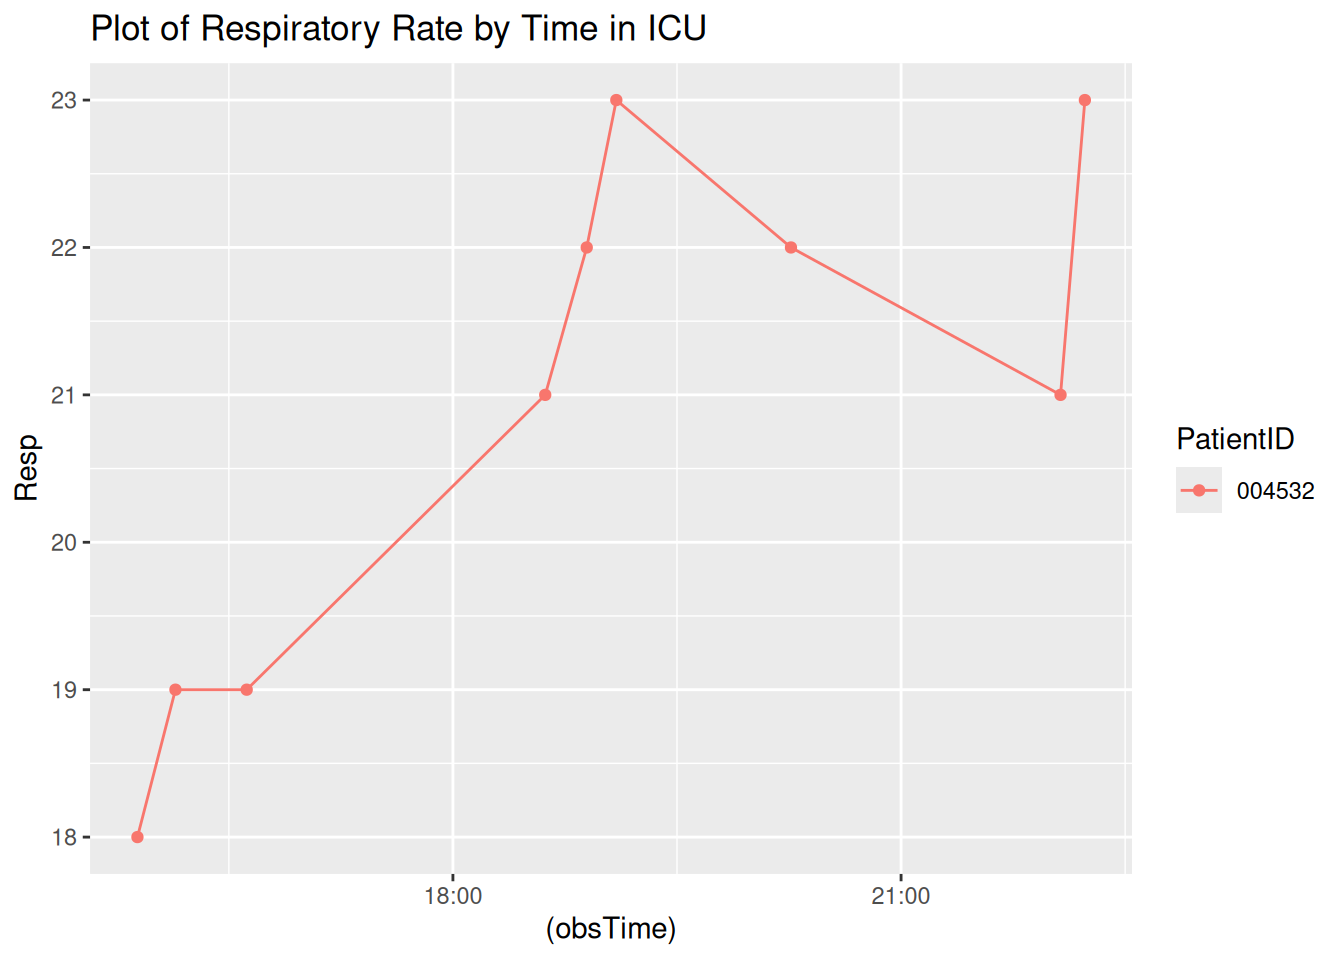 Plot of Respiratory Rate by Time in ICU
23
22
21
20
19
18
Resp
18:00
21:00
(obsTime)
PatientID
004532